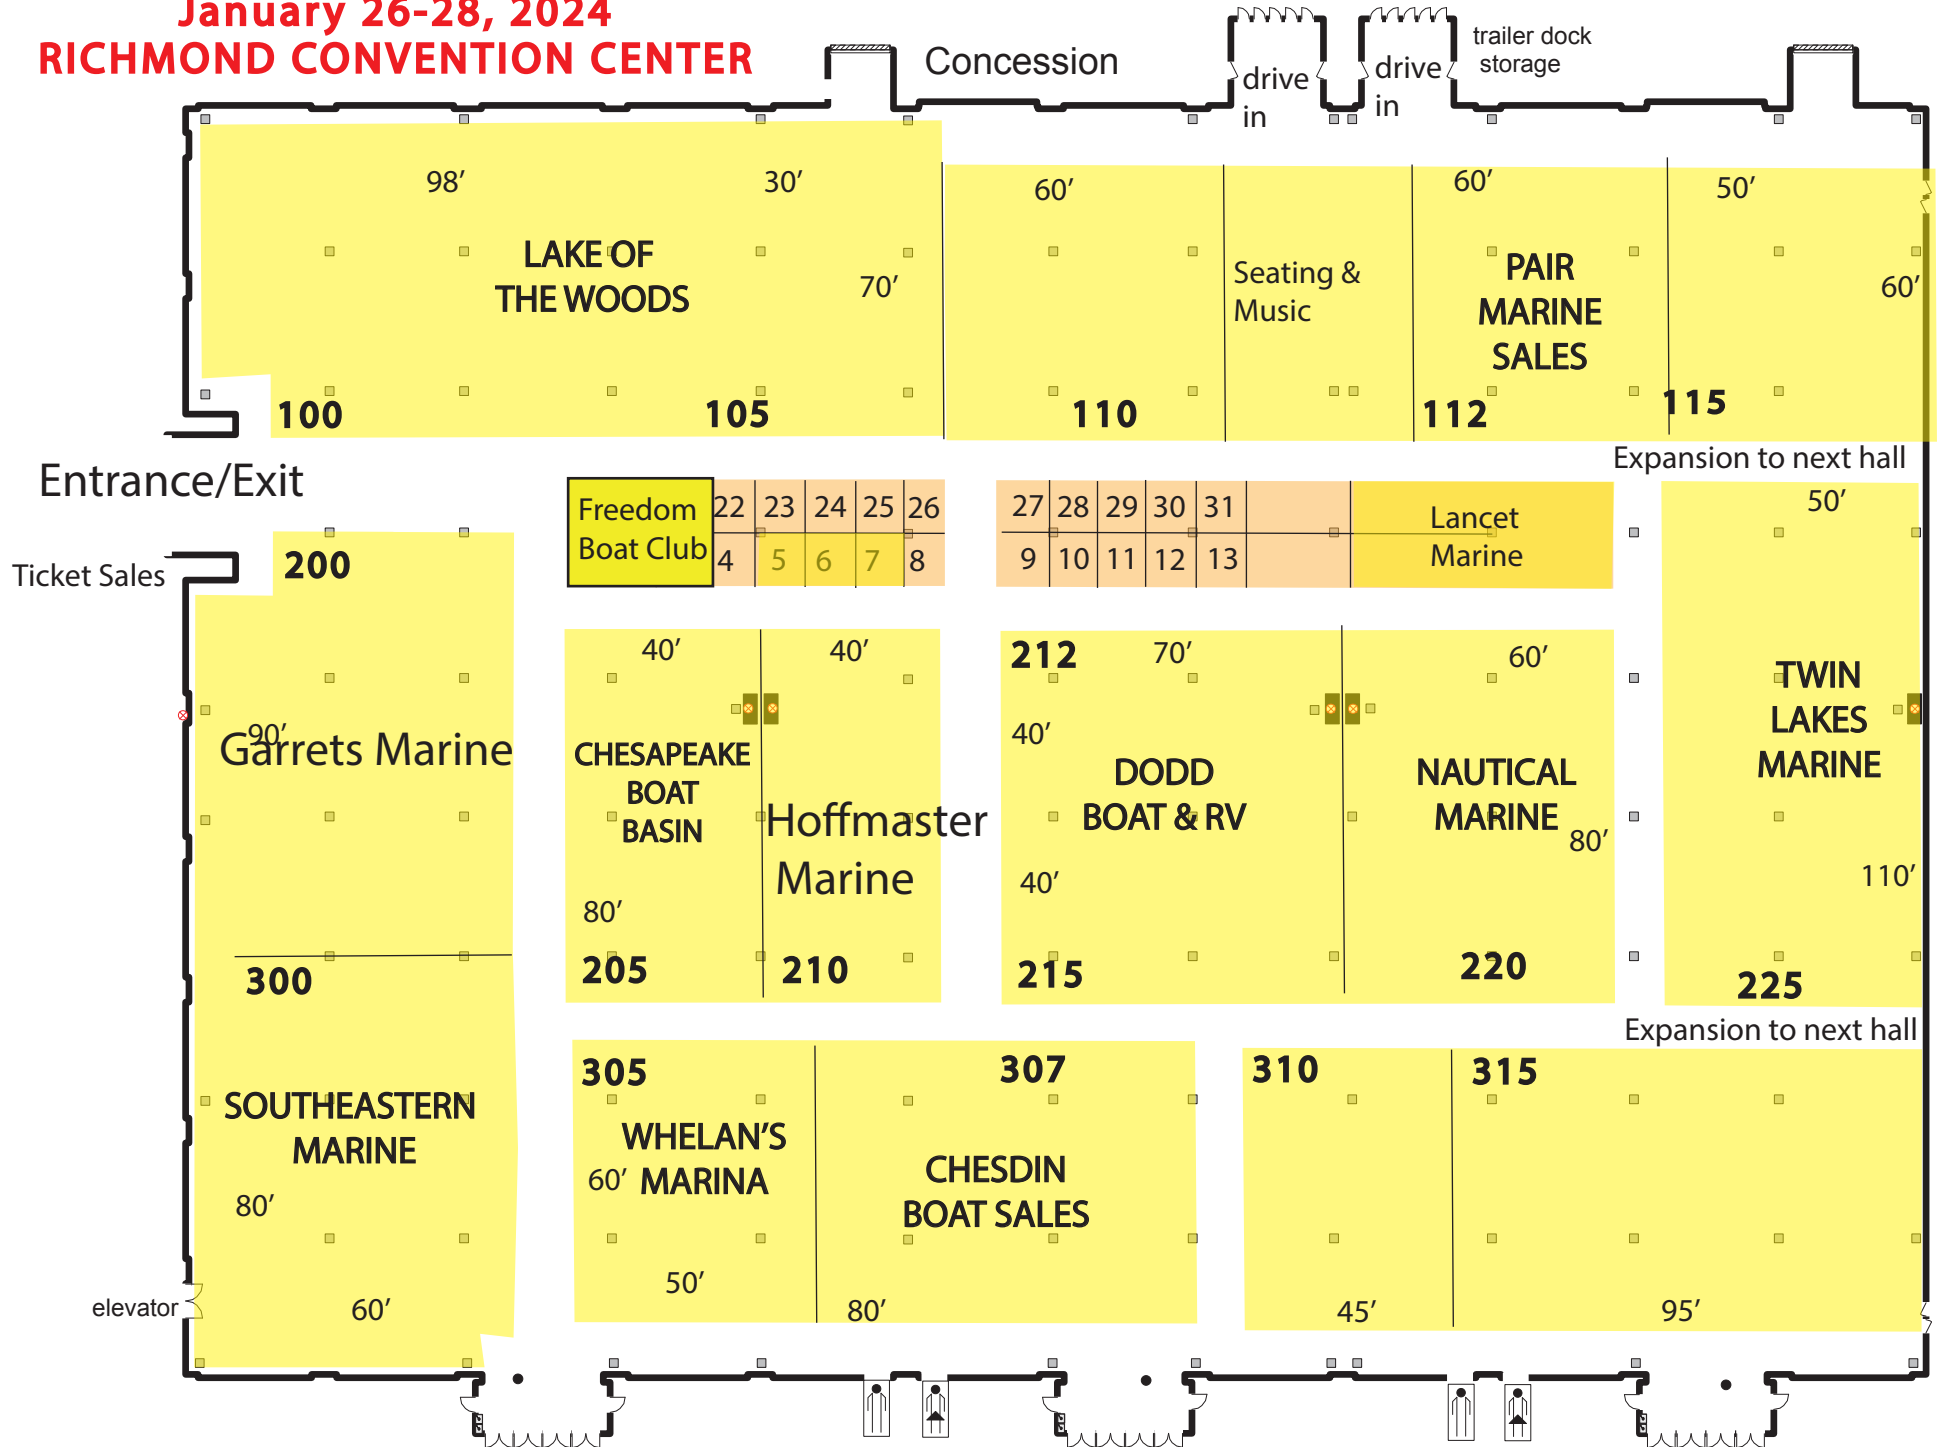 January 26-28, 2024
RICHMOND CONVENTION CENTER
Concession
drive
in
drive
in
trailer dock
storage
98’
30’
60’
60’
50’
LAKE OF
THE WOODS
70’
Seating &
Music
PAIR
MARINE
SALES
60’
100
105
110
112
115
Expansion to next hall
Entrance/Exit
Ticket Sales
Freedom
Boat Club
22
23
24
25
26
4
5
6
7
8
27
28
29
30
31
9
10
11
12
13
Lancet
Marine
50’
200
90’
Garrets Marine
40’
40’
CHESAPEAKE
BOAT
BASIN
Hoffmaster
Marine
80’
205
210
212
70’
40’
DODD
BOAT & RV
40’
215
60’
NAUTICAL
MARINE
80’
220
TWIN
LAKES
MARINE
110’
225
Expansion to next hall
300
SOUTHEASTERN
MARINE
80’
60’
elevator
305
WHELAN’S
MARINA
60’
50’
307
CHESDIN
BOAT SALES
80’
310
45’
315
95’